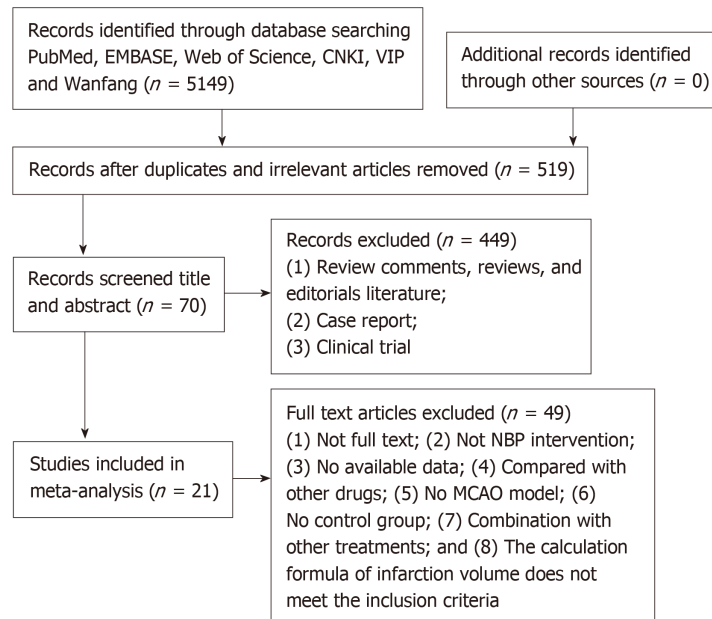 Records identified through database searching
PubMed, EMBASE, Web of Science, CNKI, VIP
and Wanfang (n = 5149)
Additional records identified
through other sources (n = 0)
Records after duplicates and irrelevant articles removed (n = 519)
Records screened title
and abstract (n = 70)
Records excluded (n = 449)
(1) Review comments, reviews, and
editorials literature;
(2) Case report;
(3) Clinical trial
Studies included in
meta-analysis (n = 21)
Full text articles excluded (n = 49)
(1) Not full text; (2) Not NBP intervention;
(3) No available data; (4) Compared with
other drugs; (5) No MCAO model; (6)
No control group; (7) Combination with
other treatments; and (8) The calculation
formula of infarction volume does not
meet the inclusion criteria